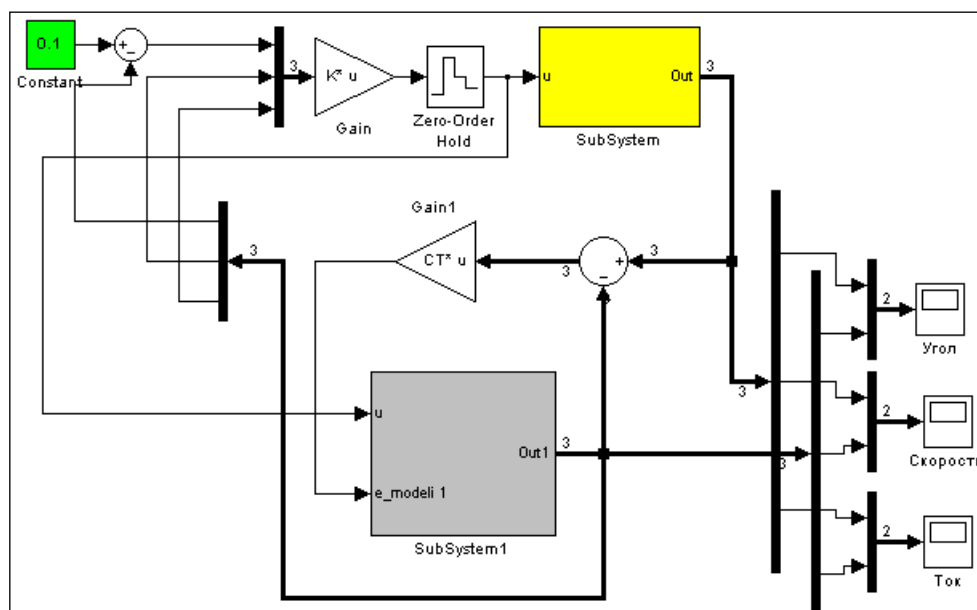 0.1
Constant
+
-
3
K* u
Gain
Zero-Order
Hold
u
Out
3
SubSystem
Gain1
CT* u
3
3
3
+
-
3
u
Out1
3
e_modeli 1
SubSystem1
3
3
2
Угол
2
Скорость
2
Ток